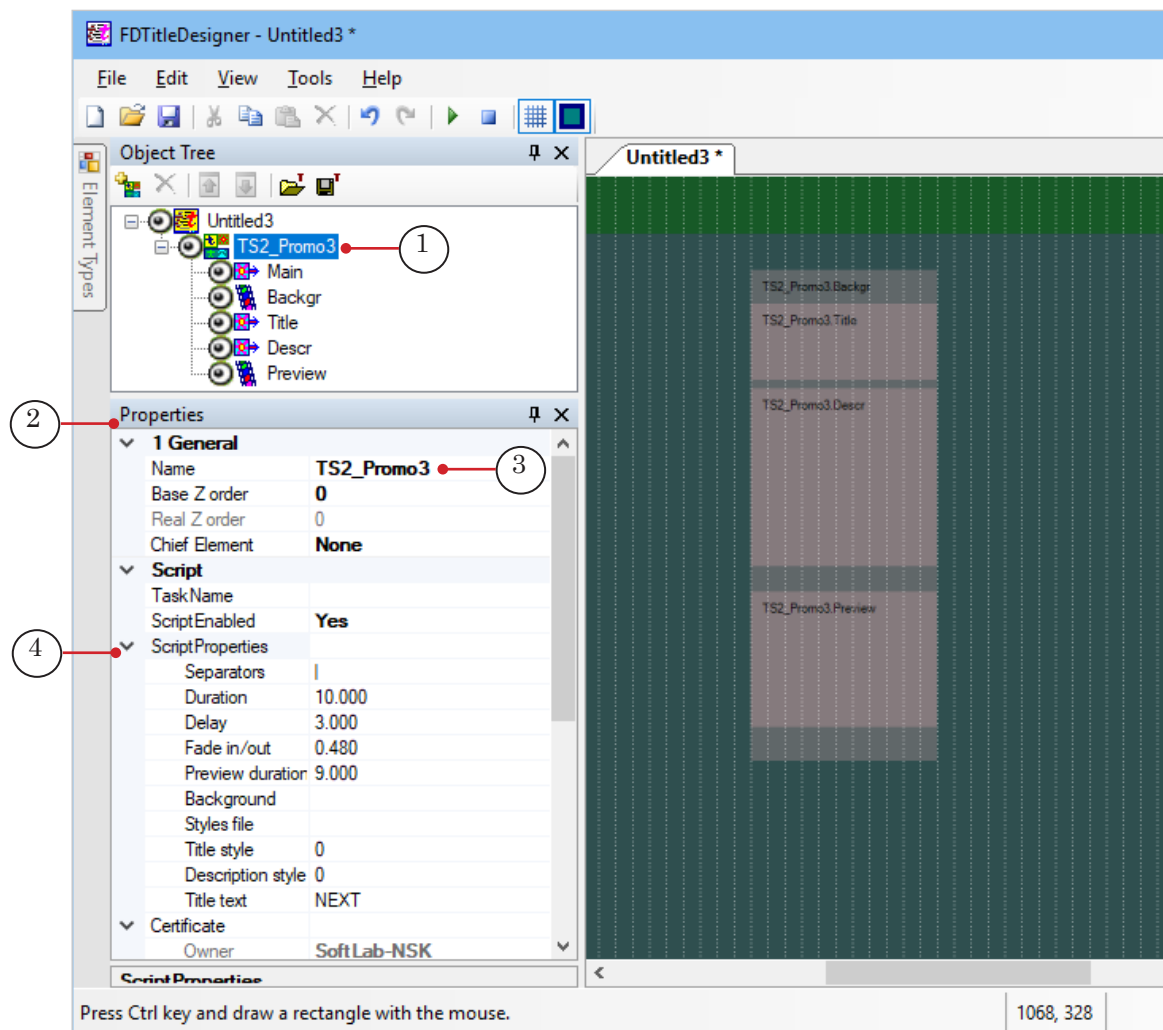 FDTitleDesigner - Untitled3 *
File Edit View Tools Help
Object Tree
Untitled3 *
Element Types
Untitled3
TS2_Promo3
1
Main
Backgr
Title
Descr
Preview
TS2_Promo3.Backgr
TS2_Promo3.Title
TS2_Promo3.Descr
TS2_Promo3.Preview
2
Properties
1 General
Name TS2_Promo3
3
Base Z order 0
Real Z order 0
Chief Element None
Script
TaskName
ScriptEnabled Yes
4
ScriptProperties
Separators |
Duration 10.000
Delay 3.000
Fade in/out 0.480
Preview duration 9.000
Background
Styles file
Title style 0
Description style 0
Title text NEXT
Certificate
Owner SoftLab-NSK
ScriptProperties
Press Ctrl key and draw a rectangle with the mouse. 1068, 328